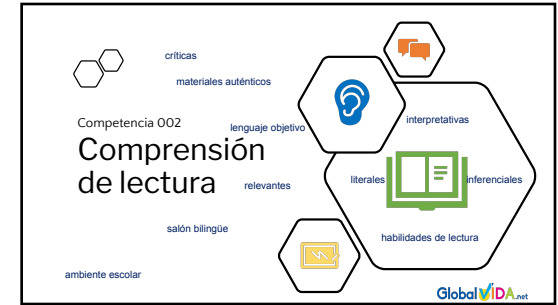 críticas
materiales auténticos
Competencia 002
lenguaje objetivo
interpretativas
Comprensión
de lectura
relevantes
literales
inferenciales
salón bilingüe
habilidades de lectura
ambiente escolar
GlobalVIDA.net